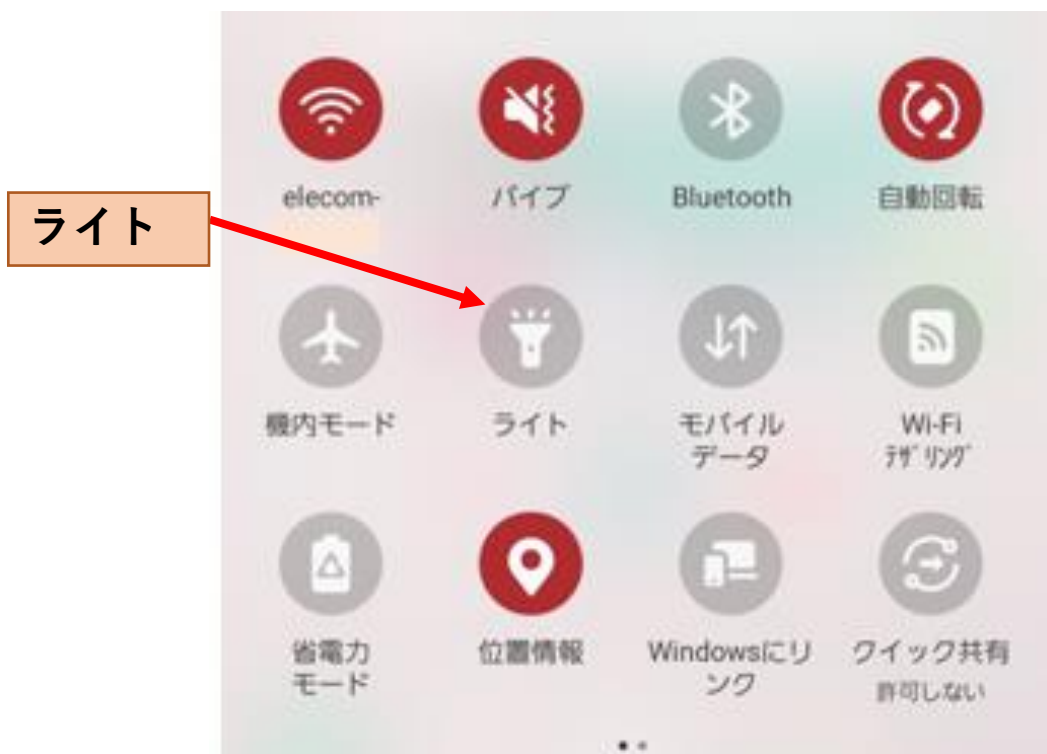 elecom-
バイブ
Bluetooth
自動回転
ライト
機内モード
ライト
モバイル
データ
Wi-Fi
ﾃｻﾞﾘﾝｸﾞ
省電力
モード
位置情報
Windowsにリ
ンク
クイック共有
許可しない